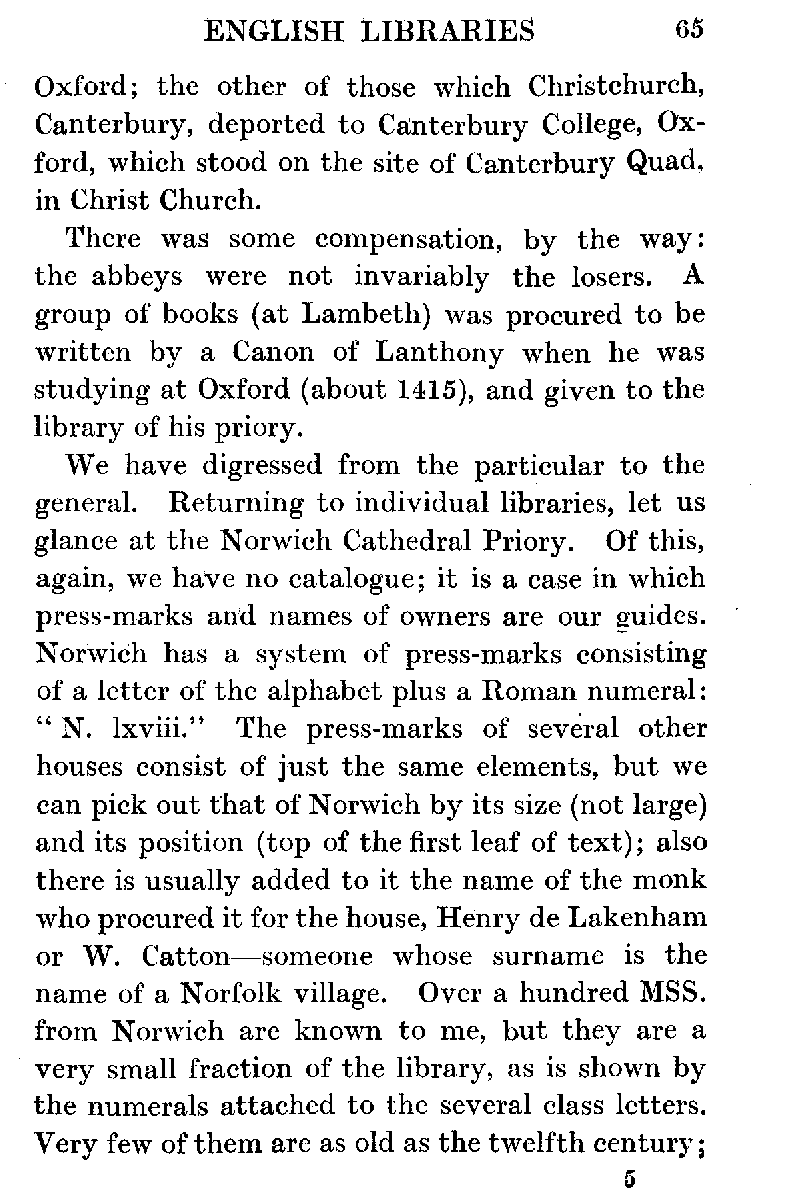 ENGLISH LIBRARIES 65
Oxford; the other of those which Christchurch,
Canterbury, deported to Canterbury College, Ox-
ford, which stood on the site of Canterbury Quad.
in Christ Church.
There was some compensation, by the way:
the abbeys were not invariably the losers. A
group of books (at Lambeth) was procured to be
written by a Canon of Lanthony when he was
studying at Oxford (about 1415), and given to the
library of his priory.
We have digressed from the particular to the
general. Returning to individual libraries, let us
glance at the Norwich Cathedral Priory. Of this,
again, we have no catalogue; it is a case in which
press-marks and names of owners are our guides.
Norwich has a system of press-marks consisting
of a letter of the alphabet plus a Roman numeral:
“ N. lxviii.” The press-marks of several other
houses consist of just the same elements, but we
can pick out that of Norwich by its size (not large)
and its position (top of the first leaf of text); also
there is usually added to it the name of the monk
who procured it for the house, Henry de Lakenham
or W. Catton—someone whose surname is the
name of a Norfolk village. Over a hundred MSS.
from Norwich are known to me, but they are a
very small fraction of the library, as is shown by
the numerals attached to the several class letters.
Very few of them are as old as the twelfth century;
5